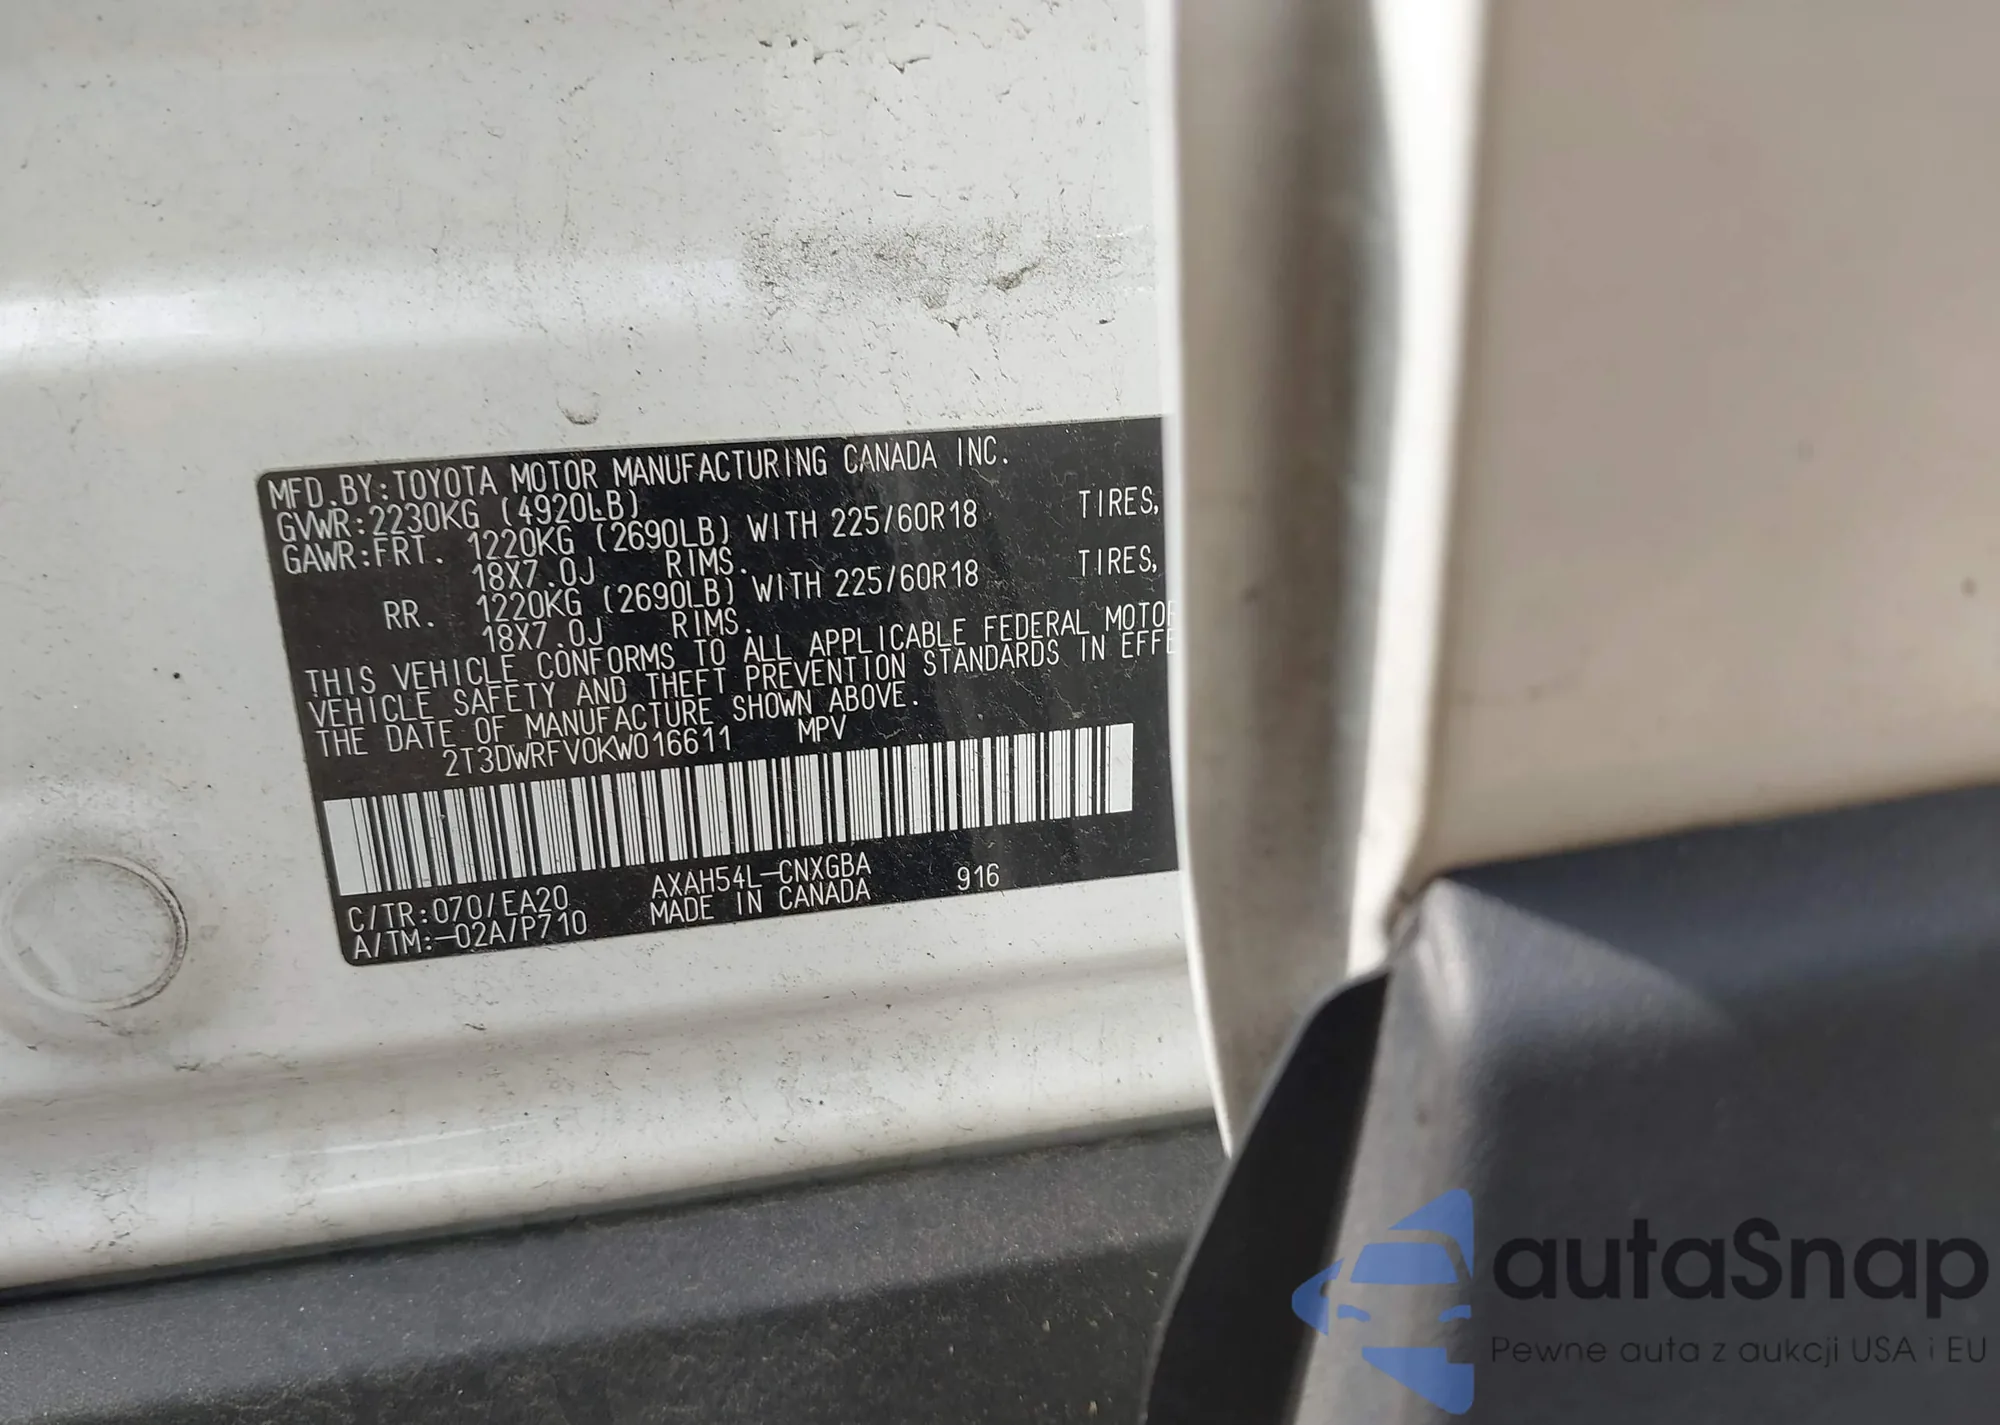 MFD.BY:TOYOTA MOTOR MANUFACTURING CANADA INC.
GVWR:2230KG (4920LB)
GAWR:FRT. 1220KG (2690LB) WITH 225/60R18 TIRES,
18X7.0J RIMS.
RR. 1220KG (2690LB) WITH 225/60R18 TIRES,
18X7.0J RIMS.
THIS VEHICLE CONFORMS TO ALL APPLICABLE FEDERAL MOTOR
VEHICLE SAFETY AND THEFT PREVENTION STANDARDS IN EFFE
THE DATE OF MANUFACTURE SHOWN ABOVE.
2T3DWRFV0KW016611 MPV
C/TR:070/EA20 AXAH54L-CNXGBA 916
A/TM:-02A/P710 MADE IN CANADA
autaSnap
Pewne auta z aukcji USA i EU